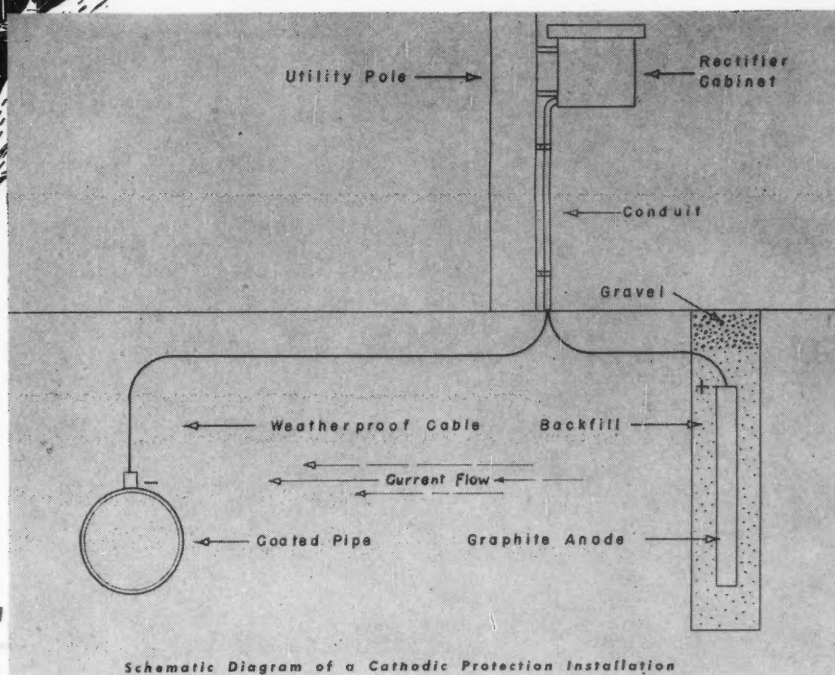 Utility Pole
Rectifier
Cabinet
Conduit
Gravel
+
Weatherproof Cable
Backfill
Current Flow
-
Coated Pipe
Graphite Anode
Schematic Diagram of a Cathodic Protection Installation